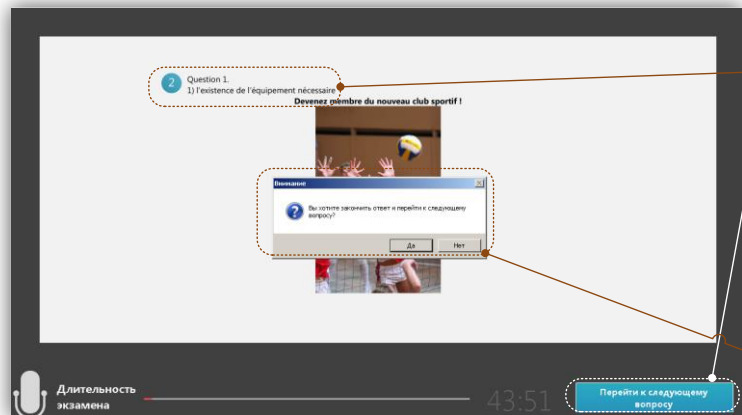 2
Question 1.
1) l'existence de l'équipement nécessaire
Devenez membre du nouveau club sportif !
Внимание
Вы хотите закончить ответ и перейти к следующему
вопросу?
Да
Нет
Длительность
экзамена
43:51
Перейти к следующему
вопросу